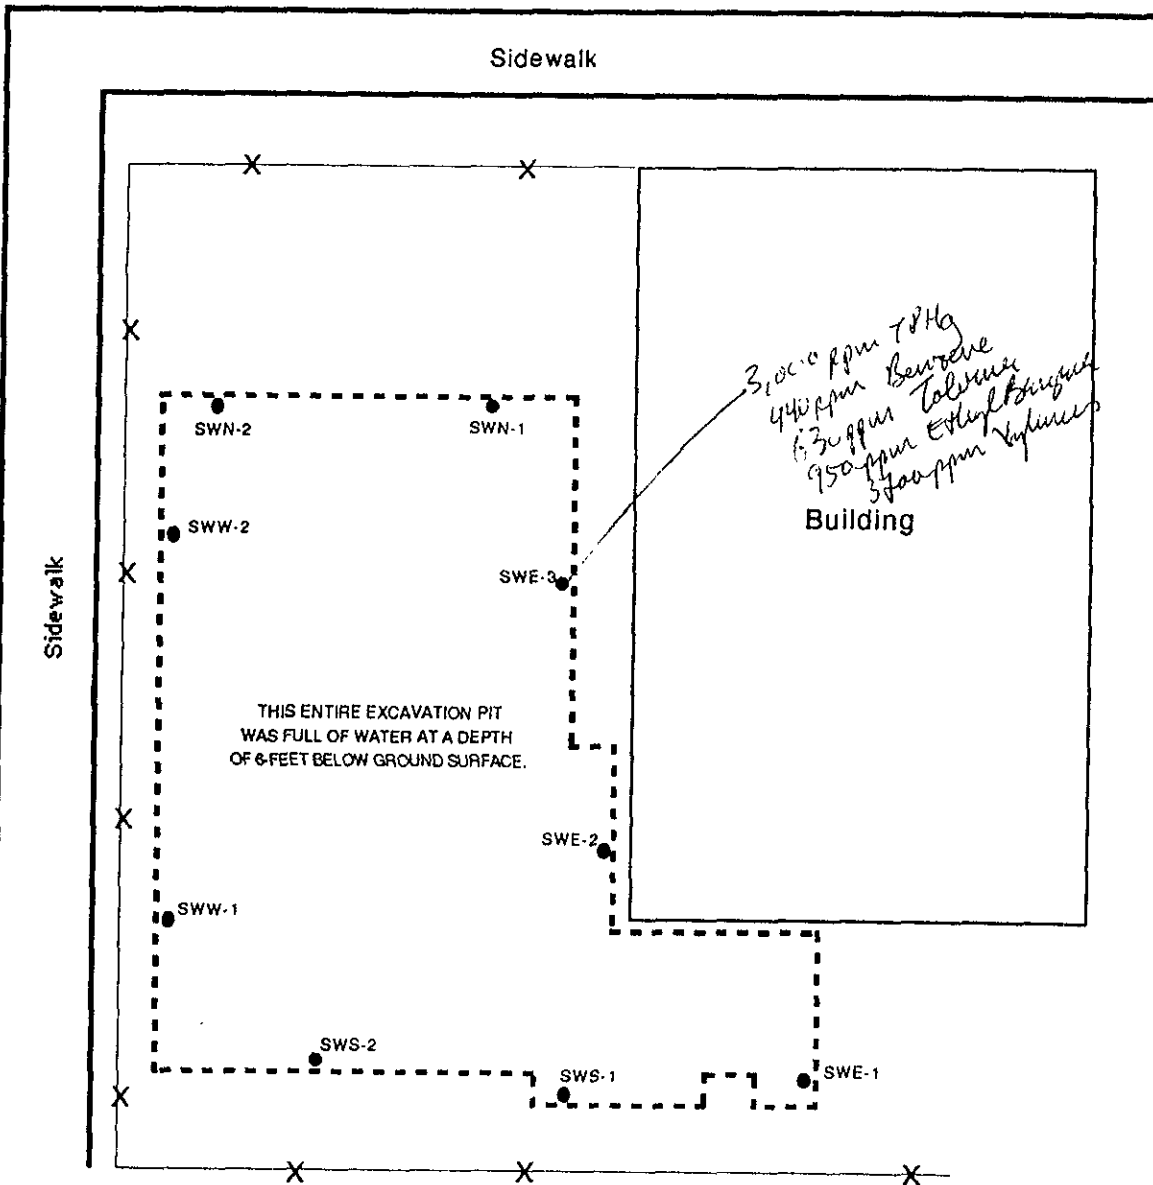 Sidewalk
3,000 ppm TPHg
440 ppm Benzene
630 ppm Toluene
950 ppm Ethyl Benzene
3700 ppm Xylenes
SWN-2
SWN-1
SWW-2
Building
SWE-3
Sidewalk
THIS ENTIRE EXCAVATION PIT
WAS FULL OF WATER AT A DEPTH
OF 6-FEET BELOW GROUND SURFACE.
SWE-2
SWW-1
SWS-2
SWS-1
SWE-1